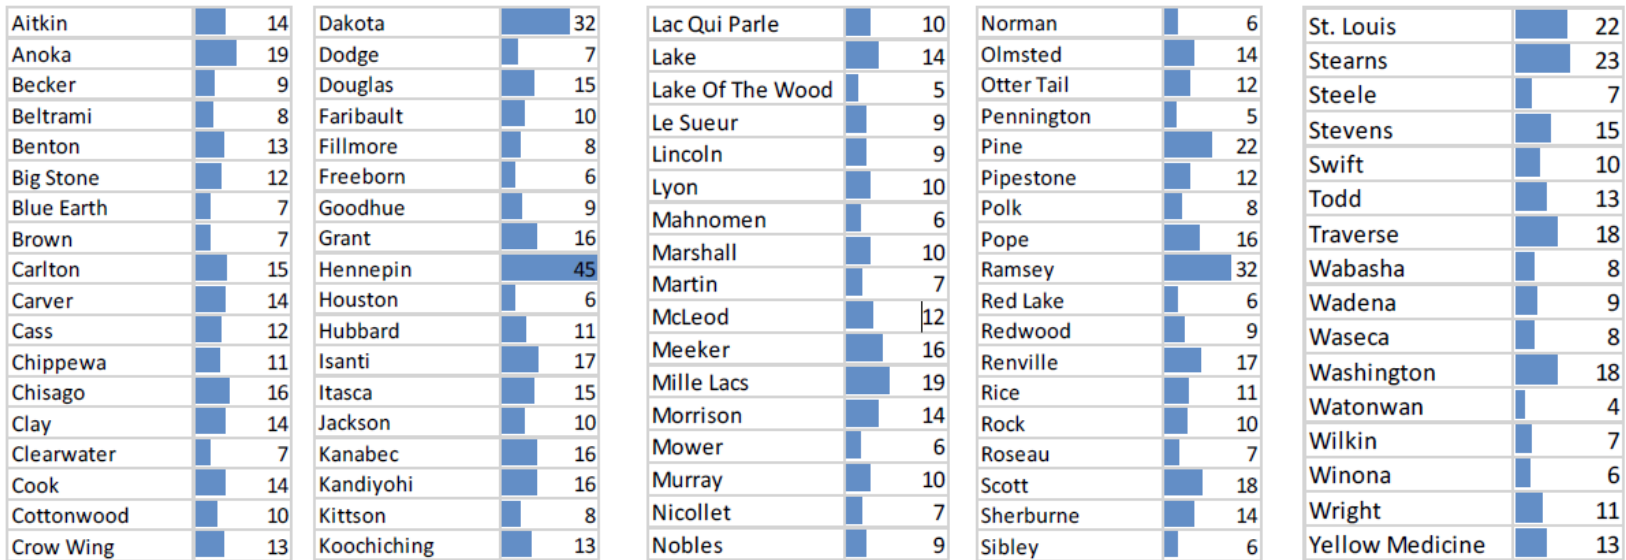 Aitkin 14
Anoka 19
Becker 9
Beltrami 8
Benton 13
Big Stone 12
Blue Earth 7
Brown 7
Carlton 15
Carver 14
Cass 12
Chippewa 11
Chisago 16
Clay 14
Clearwater 7
Cook 14
Cottonwood 10
Crow Wing 13
Dakota 32
Dodge 7
Douglas 15
Faribault 10
Fillmore 8
Freeborn 6
Goodhue 9
Grant 16
Hennepin 45
Houston 6
Hubbard 11
Isanti 17
Itasca 15
Jackson 10
Kanabec 16
Kandiyohi 16
Kittson 8
Koochiching 13
Lac Qui Parle 10
Lake 14
Lake Of The Wood 5
Le Sueur 9
Lincoln 9
Lyon 10
Mahnomen 6
Marshall 10
Martin 7
McLeod 12
Meeker 16
Mille Lacs 19
Morrison 14
Mower 6
Murray 10
Nicollet 7
Nobles 9
Norman 6
Olmsted 14
Otter Tail 12
Pennington 5
Pine 22
Pipestone 12
Polk 8
Pope 16
Ramsey 32
Red Lake 6
Redwood 9
Renville 17
Rice 11
Rock 10
Roseau 7
Scott 18
Sherburne 14
Sibley 6
St. Louis 22
Stearns 23
Steele 7
Stevens 15
Swift 10
Todd 13
Traverse 18
Wabasha 8
Wadena 9
Waseca 8
Washington 18
Watonwan 4
Wilkin 7
Winona 6
Wright 11
Yellow Medicine 13